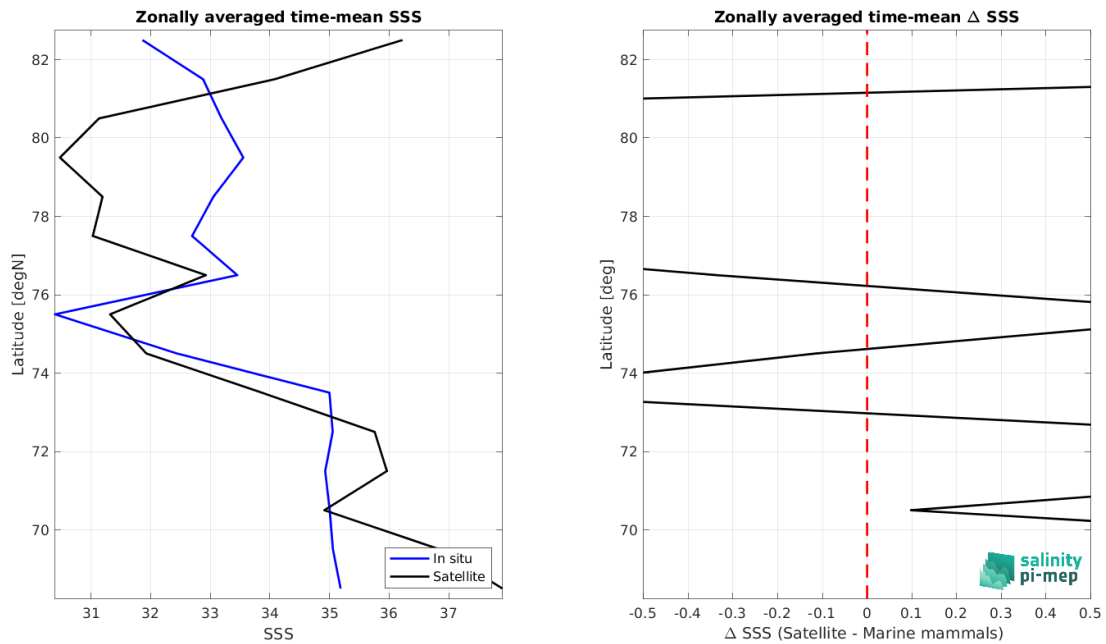 Zonally averaged time-mean SSS
82
80
78
76
74
72
70
Latitude [degN]
31 32 33 34 35 36 37
SSS
In situ
Satellite
Zonally averaged time-mean Δ SSS
82
80
78
76
74
72
70
Latitude [deg]
-0.5 -0.4 -0.3 -0.2 -0.1 0 0.1 0.2 0.3 0.4 0.5
Δ SSS (Satellite - Marine mammals)
salinity
pi-mep